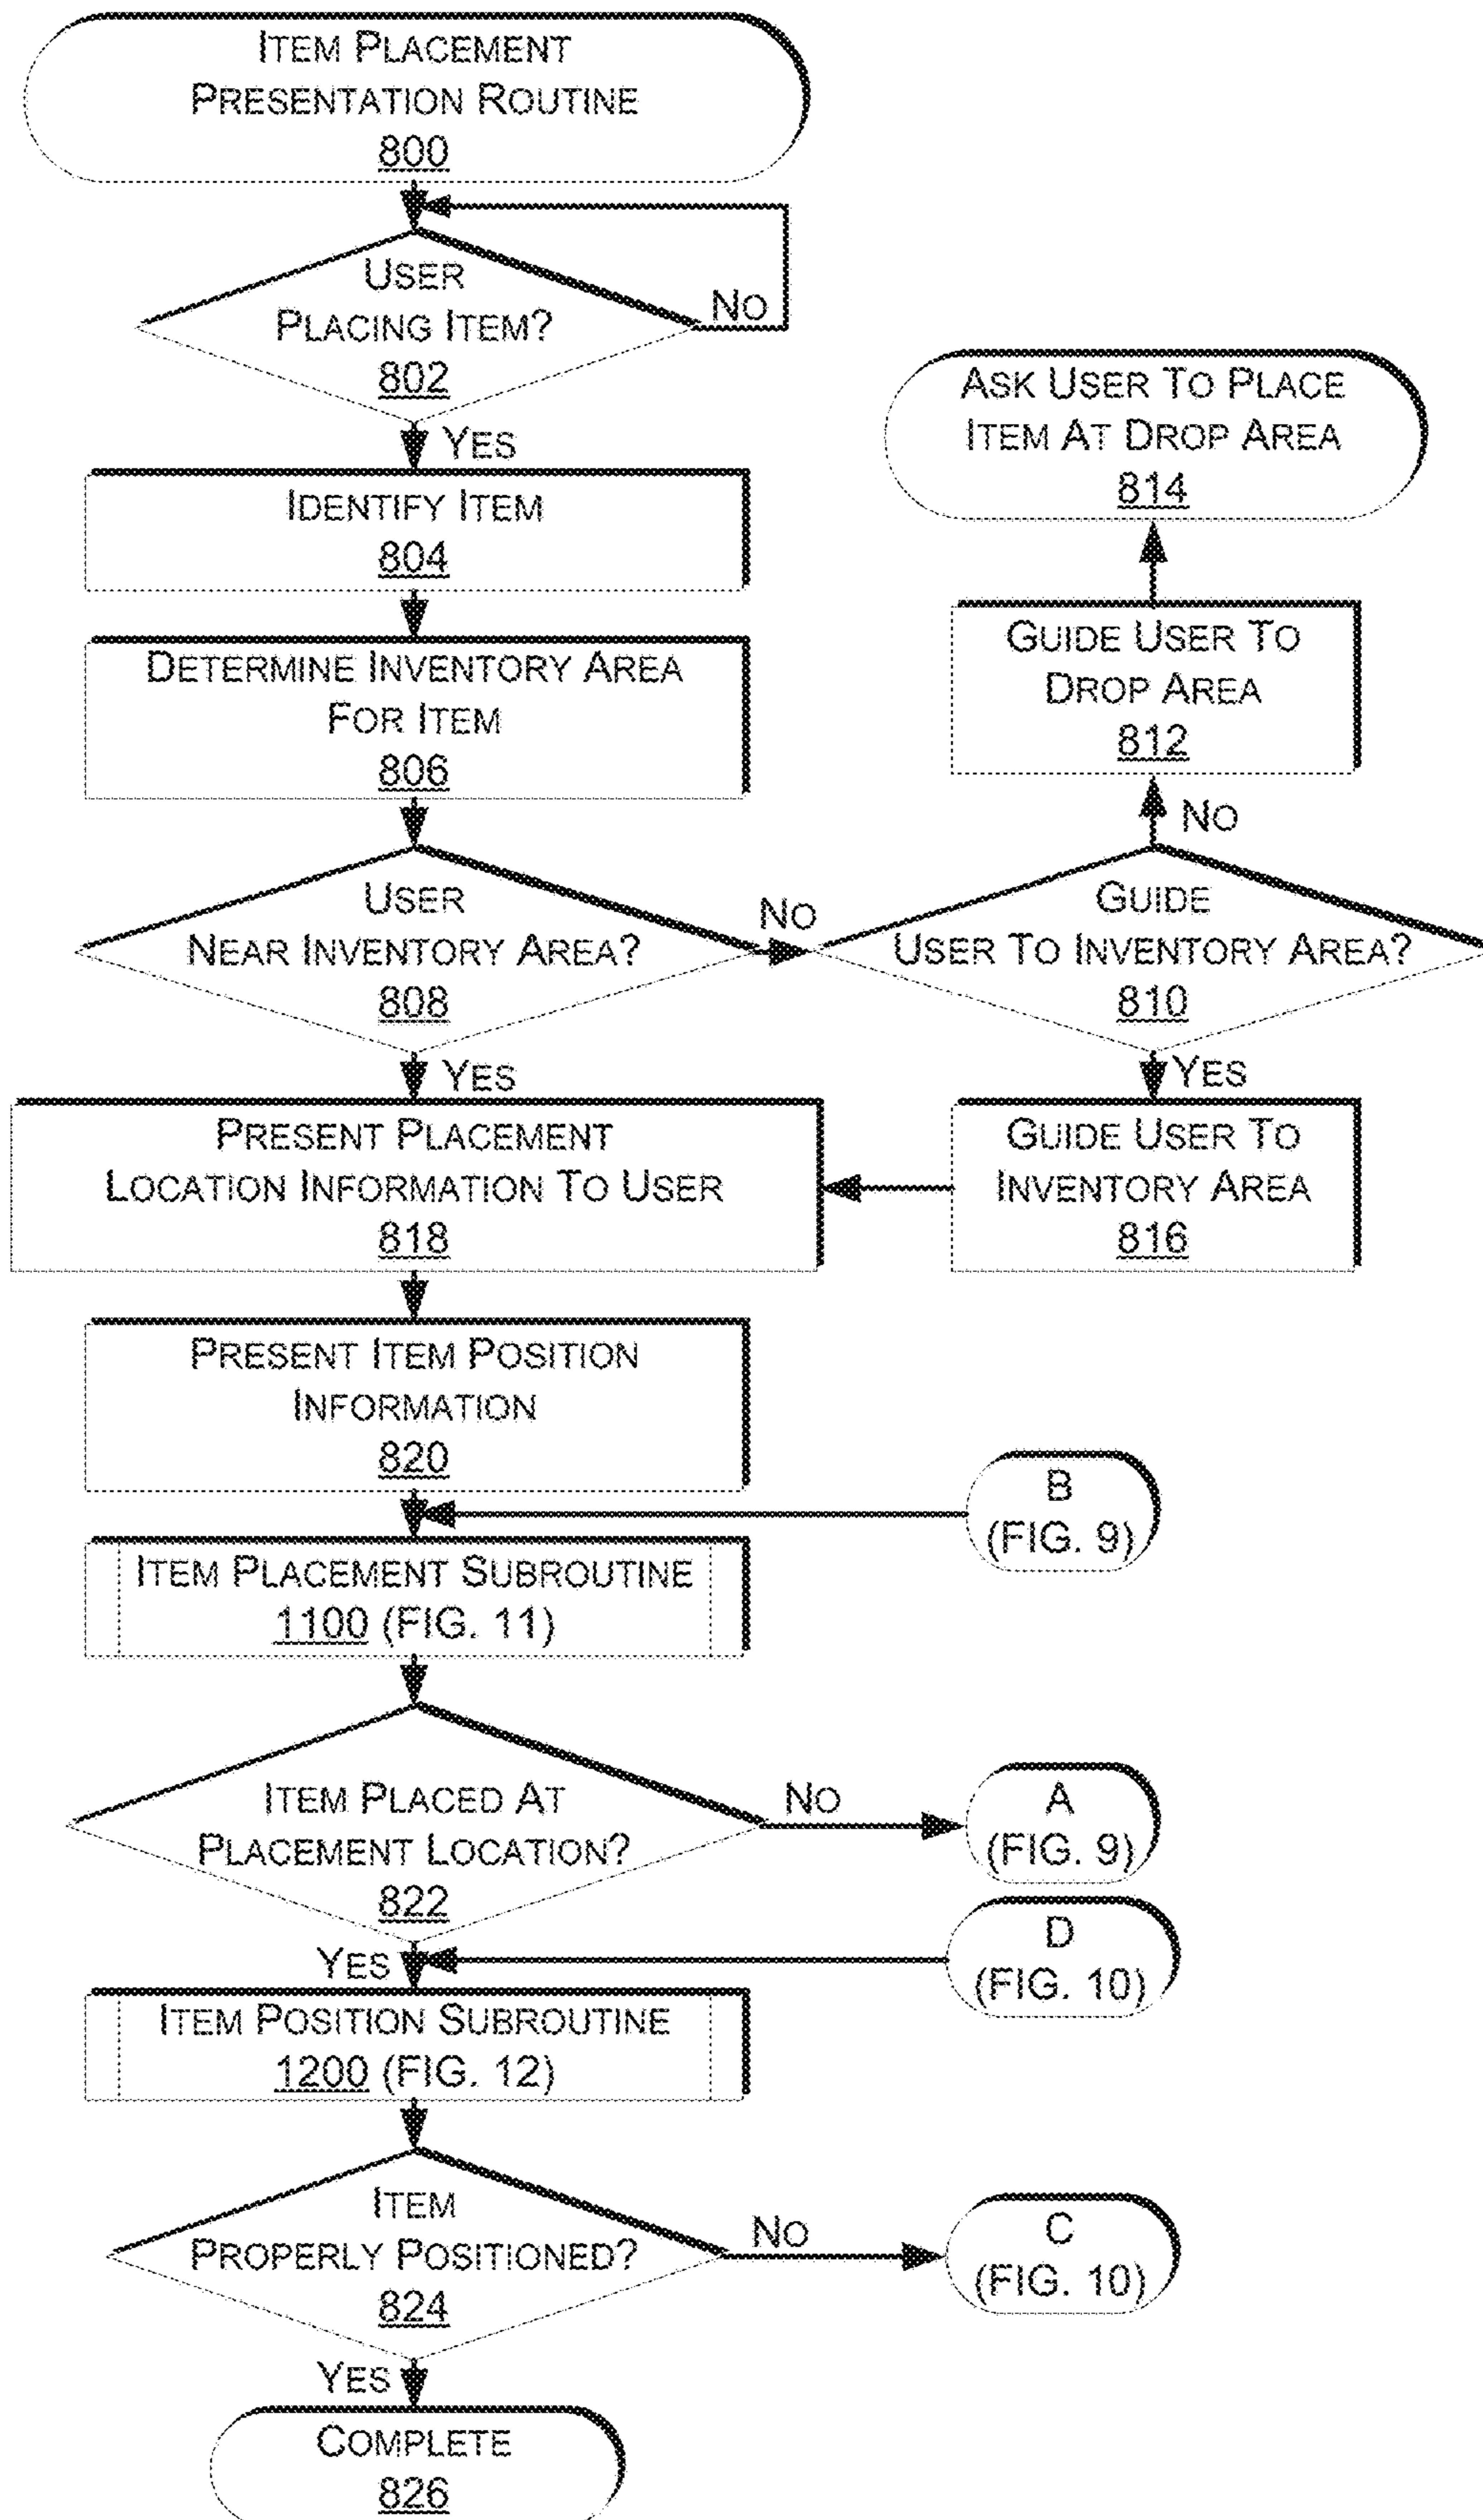 ITEM PLACEMENT
PRESENTATION ROUTINE
800
USER
PLACING ITEM?
802
NO
YES
IDENTIFY ITEM
804
DETERMINE INVENTORY AREA
FOR ITEM
806
USER
NEAR INVENTORY AREA?
808
NO
GUIDE
USER TO INVENTORY AREA?
810
NO
GUIDE USER TO
DROP AREA
812
ASK USER TO PLACE
ITEM AT DROP AREA
814
YES
GUIDE USER TO
INVENTORY AREA
816
YES
PRESENT PLACEMENT
LOCATION INFORMATION TO USER
818
PRESENT ITEM POSITION
INFORMATION
820
B
(FIG. 9)
ITEM PLACEMENT SUBROUTINE
1100 (FIG. 11)
ITEM PLACED AT
PLACEMENT LOCATION?
822
NO
A
(FIG. 9)
D
(FIG. 10)
YES
ITEM POSITION SUBROUTINE
1200 (FIG. 12)
ITEM
PROPERLY POSITIONED?
824
NO
C
(FIG. 10)
YES
COMPLETE
826